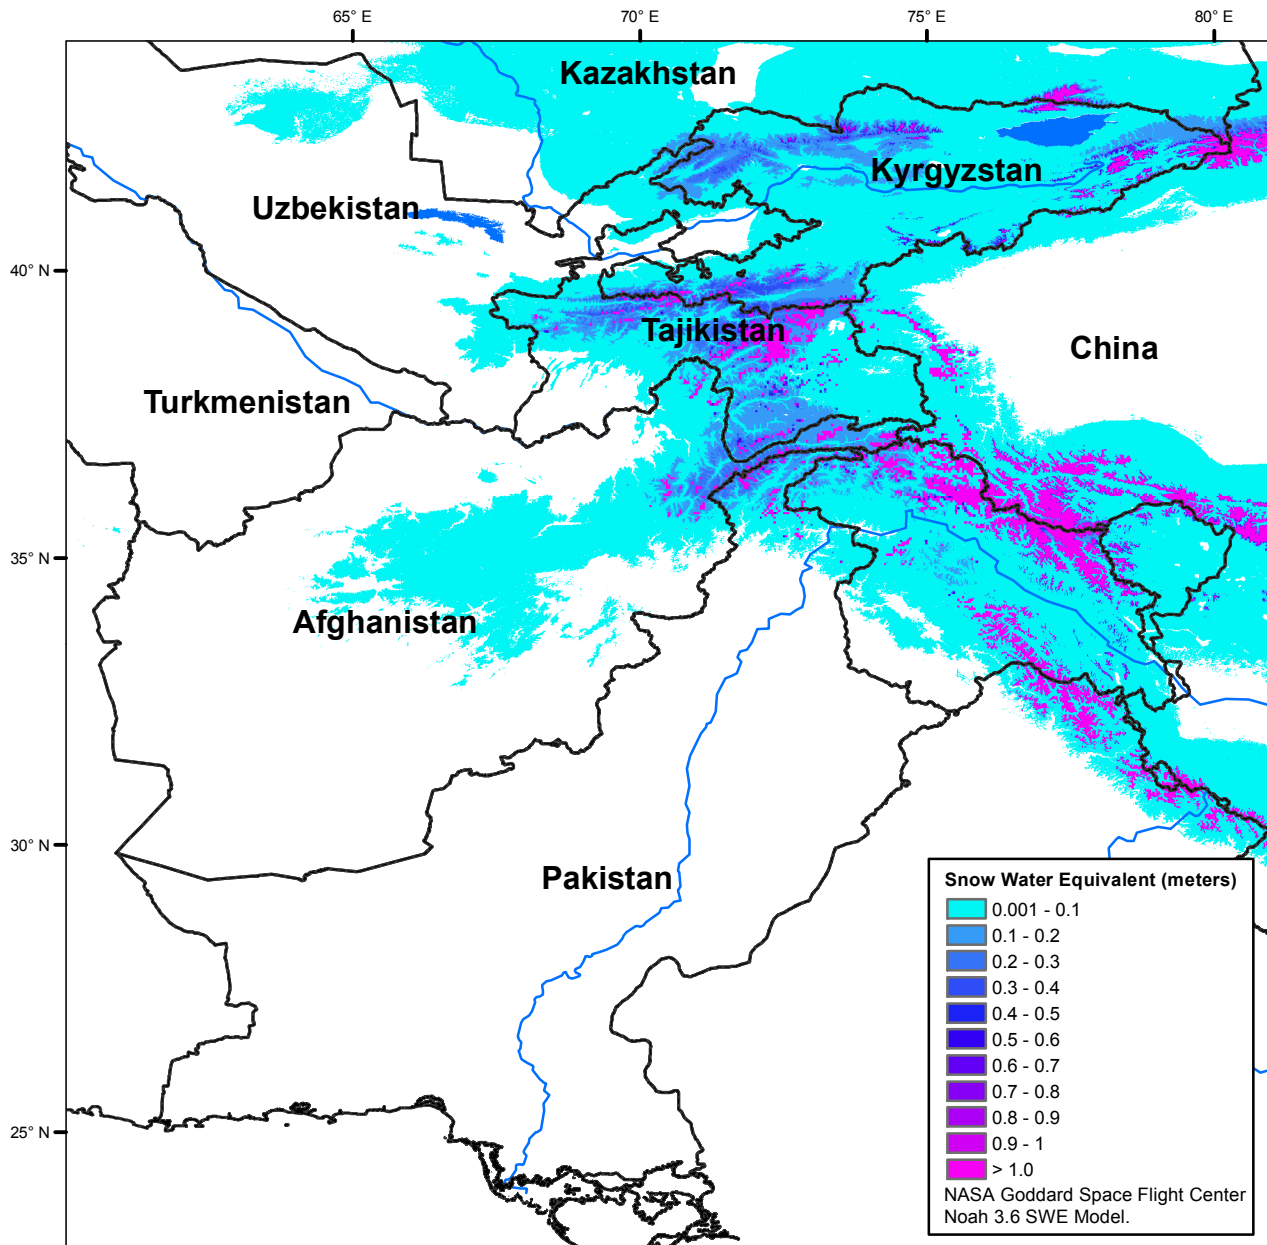 65° E
70° E
75° E
80° E
Kazakhstan
Kyrgyzstan
Uzbekistan
40° N
Tajikistan
China
Turkmenistan
35° N
Afghanistan
30° N
Pakistan
25° N
Snow Water Equivalent (meters)
0.001 - 0.1
0.1 - 0.2
0.2 - 0.3
0.3 - 0.4
0.4 - 0.5
0.5 - 0.6
0.6 - 0.7
0.7 - 0.8
0.8 - 0.9
0.9 - 1
> 1.0
NASA Goddard Space Flight Center
Noah 3.6 SWE Model.